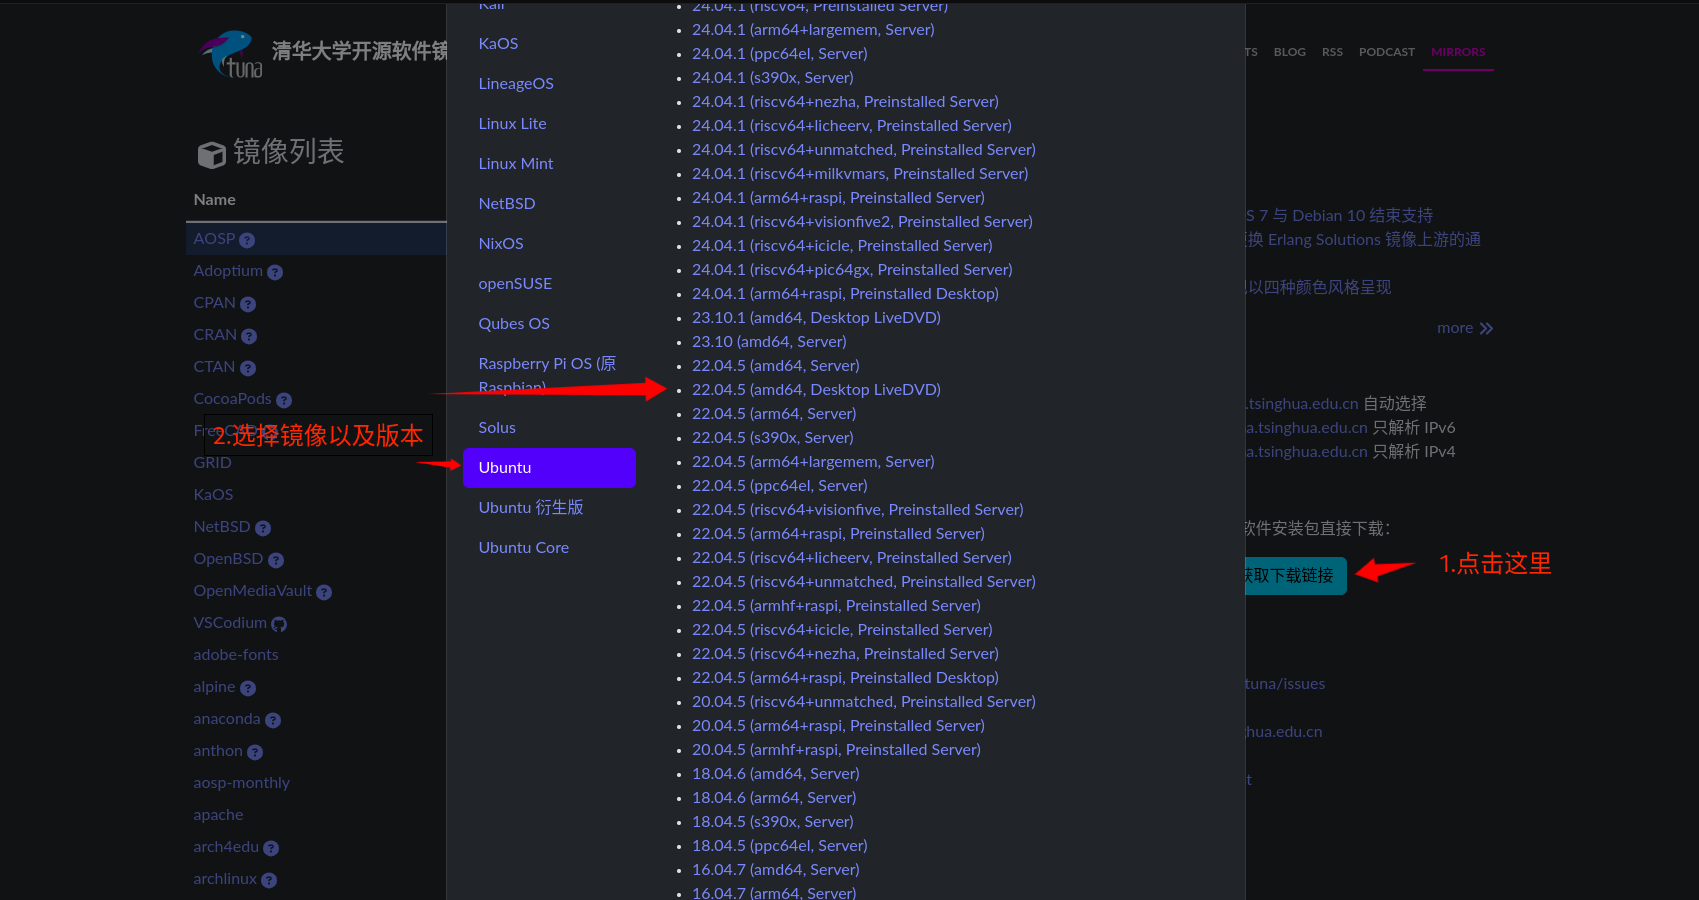 tuna
清华大学开源软件镜
BLOG
RSS
PODCAST
MIRRORS
镜像列表
Name
AOSP
Adoptium
CPAN
CRAN
CTAN
CocoaPods
GRID
KaOS
NetBSD
OpenBSD
OpenMediaVault
VSCodium
adobe-fonts
alpine
anaconda
anthon
aosp-monthly
apache
arch4edu
archlinux
2.选择镜像以及版本
Kali
KaOS
LineageOS
Linux Lite
Linux Mint
NetBSD
NixOS
openSUSE
Qubes OS
Raspberry Pi OS (原
Raspbian)
Solus
Ubuntu
Ubuntu 衍生版
Ubuntu Core
24.04.1 (riscv64, Preinstalled Server)
24.04.1 (arm64+largemem, Server)
24.04.1 (ppc64el, Server)
24.04.1 (s390x, Server)
24.04.1 (riscv64+nezha, Preinstalled Server)
24.04.1 (riscv64+licheerv, Preinstalled Server)
24.04.1 (riscv64+unmatched, Preinstalled Server)
24.04.1 (riscv64+milkvmars, Preinstalled Server)
24.04.1 (arm64+raspi, Preinstalled Server)
24.04.1 (riscv64+visionfive2, Preinstalled Server)
24.04.1 (riscv64+icicle, Preinstalled Server)
24.04.1 (riscv64+pic64gx, Preinstalled Server)
24.04.1 (arm64+raspi, Preinstalled Desktop)
23.10.1 (amd64, Desktop LiveDVD)
23.10 (amd64, Server)
22.04.5 (amd64, Server)
22.04.5 (amd64, Desktop LiveDVD)
22.04.5 (arm64, Server)
22.04.5 (s390x, Server)
22.04.5 (arm64+largemem, Server)
22.04.5 (ppc64el, Server)
22.04.5 (riscv64+visionfive, Preinstalled Server)
22.04.5 (arm64+raspi, Preinstalled Server)
22.04.5 (riscv64+licheerv, Preinstalled Server)
22.04.5 (riscv64+unmatched, Preinstalled Server)
22.04.5 (armhf+raspi, Preinstalled Server)
22.04.5 (riscv64+icicle, Preinstalled Server)
22.04.5 (riscv64+nezha, Preinstalled Server)
22.04.5 (arm64+raspi, Preinstalled Desktop)
20.04.5 (riscv64+unmatched, Preinstalled Server)
20.04.5 (arm64+raspi, Preinstalled Server)
20.04.5 (armhf+raspi, Preinstalled Server)
18.04.6 (amd64, Server)
18.04.6 (arm64, Server)
18.04.5 (s390x, Server)
18.04.5 (ppc64el, Server)
16.04.7 (amd64, Server)
16.04.7 (arm64, Server)
S 7 与 Debian 10 结束支持
换 Erlang Solutions 镜像上游的通
以四种颜色风格呈现
more
.tsinghua.edu.cn 自动选择
a.tsinghua.edu.cn 只解析 IPv6
a.tsinghua.edu.cn 只解析 IPv4
软件安装包直接下载：
获取下载链接
1.点击这里
tuna/issues
hua.edu.cn